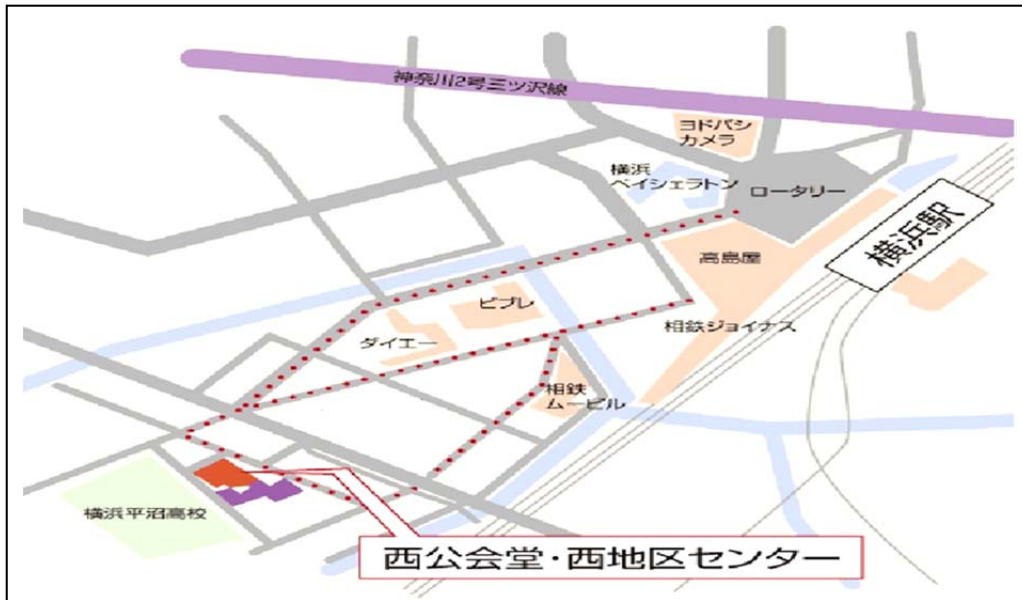 神奈川2号三ツ沢線
ヨドバシ
カメラ
横浜
ベイシェラトン
ロータリー
横浜駅
高島屋
ビブレ
相鉄ジョイナス
ダイエー
相鉄
ムービル
横浜平沼高校
西公会堂・西地区センター